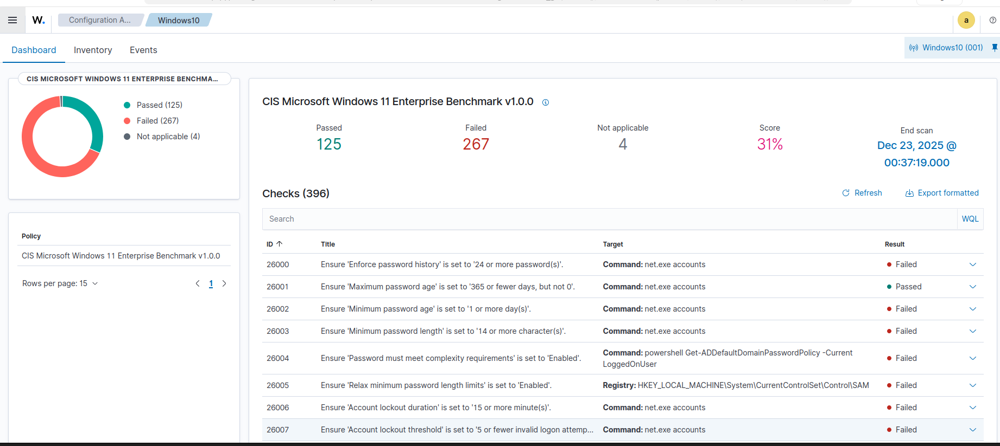 W.
Configuration A...
Windows10
a
Dashboard
Inventory
Events
Windows10 (001)
CIS MICROSOFT WINDOWS 11 ENTERPRISE BENCHMA...
Passed (125)
Failed (267)
Not applicable (4)
Policy
CIS Microsoft Windows 11 Enterprise Benchmark v1.0.0
Rows per page: 15
1
CIS Microsoft Windows 11 Enterprise Benchmark v1.0.0
Passed
125
Failed
267
Not applicable
4
Score
31%
End scan
Dec 23, 2025 @
00:37:19.000
Checks (396)
Refresh
Export formatted
Search
WQL
ID Title Target Result
26000 Ensure 'Enforce password history' is set to '24 or more password(s)'. Command: net.exe accounts Failed
26001 Ensure 'Maximum password age' is set to '365 or fewer days, but not 0'. Command: net.exe accounts Passed
26002 Ensure 'Minimum password age' is set to '1 or more day(s)'. Command: net.exe accounts Failed
26003 Ensure 'Minimum password length' is set to '14 or more character(s)'. Command: net.exe accounts Failed
26004 Ensure 'Password must meet complexity requirements' is set to 'Enabled'. Command: powershell Get-ADDefaultDomainPasswordPolicy -Current
LoggedOnUser Failed
26005 Ensure 'Relax minimum password length limits' is set to 'Enabled'. Registry: HKEY_LOCAL_MACHINE\System\CurrentControlSet\Control\SAM Failed
26006 Ensure 'Account lockout duration' is set to '15 or more minute(s)'. Command: net.exe accounts Failed
26007 Ensure 'Account lockout threshold' is set to '5 or fewer invalid logon attemp... Command: net.exe accounts Failed